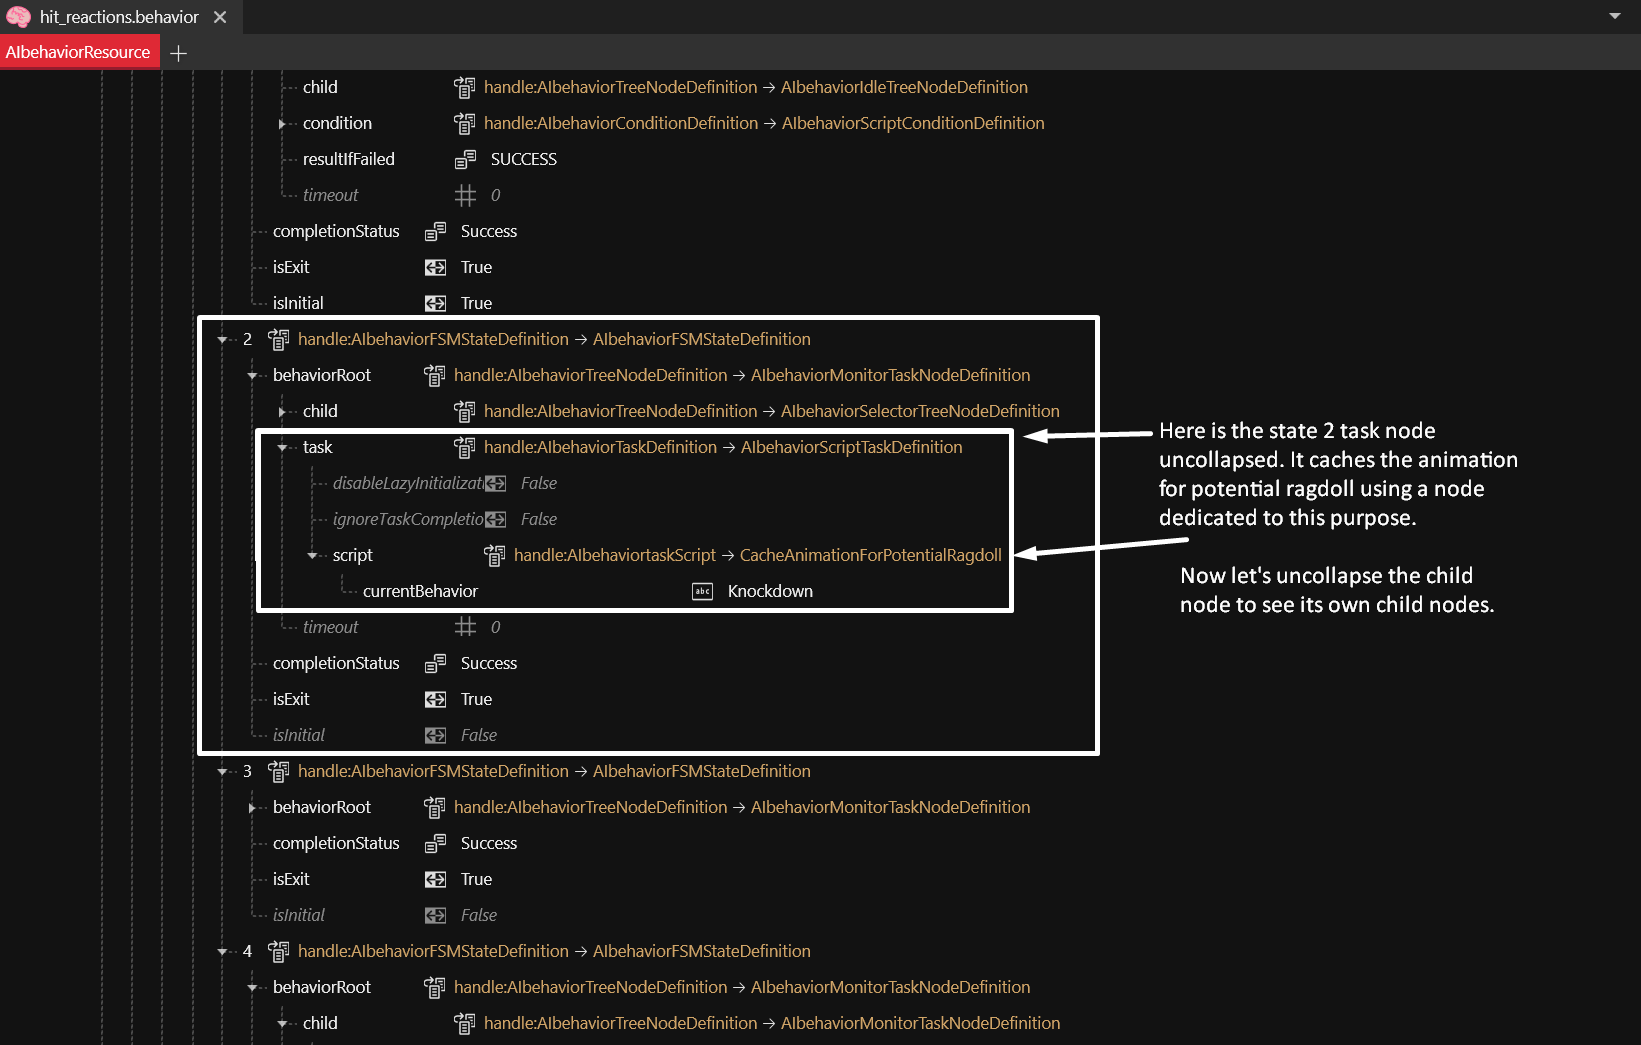 hit_reactions.behavior
AIbehaviorResource
child handle:AIbehaviorTreeNodeDefinition → AIbehaviorIdleTreeNodeDefinition
condition handle:AIbehaviorConditionDefinition → AIbehaviorScriptConditionDefinition
resultIfFailed SUCCESS
timeout 0
completionStatus Success
isExit True
isInitial True
2 handle:AIbehaviorFSMStateDefinition → AIbehaviorFSMStateDefinition
behaviorRoot handle:AIbehaviorTreeNodeDefinition → AIbehaviorMonitorTaskNodeDefinition
child handle:AIbehaviorTreeNodeDefinition → AIbehaviorSelectorTreeNodeDefinition
task handle:AIbehaviorTaskDefinition → AIbehaviorScriptTaskDefinition
disableLazyInitializati False
ignoreTaskCompletio False
script handle:AIbehaviortaskScript → CacheAnimationForPotentialRagdoll
currentBehavior abc Knockdown
timeout 0
completionStatus Success
isExit True
isInitial False
3 handle:AIbehaviorFSMStateDefinition → AIbehaviorFSMStateDefinition
behaviorRoot handle:AIbehaviorTreeNodeDefinition → AIbehaviorMonitorTaskNodeDefinition
completionStatus Success
isExit True
isInitial False
4 handle:AIbehaviorFSMStateDefinition → AIbehaviorFSMStateDefinition
behaviorRoot handle:AIbehaviorTreeNodeDefinition → AIbehaviorMonitorTaskNodeDefinition
child handle:AIbehaviorTreeNodeDefinition → AIbehaviorMonitorTaskNodeDefinition
Here is the state 2 task node
uncollapsed. It caches the animation
for potential ragdoll using a node
dedicated to this purpose.
Now let's uncollapse the child
node to see its own child nodes.